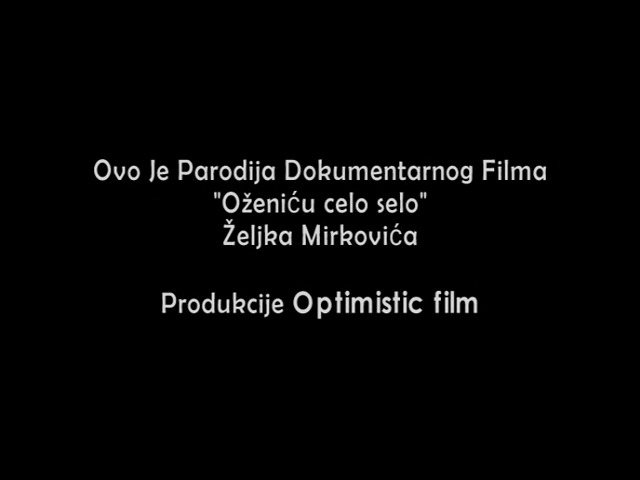 Ovo Je Parodija Dokumentarnog Filma
"Oženiću celo selo"
Željka Mirkovića
Produkcije Optimistic film